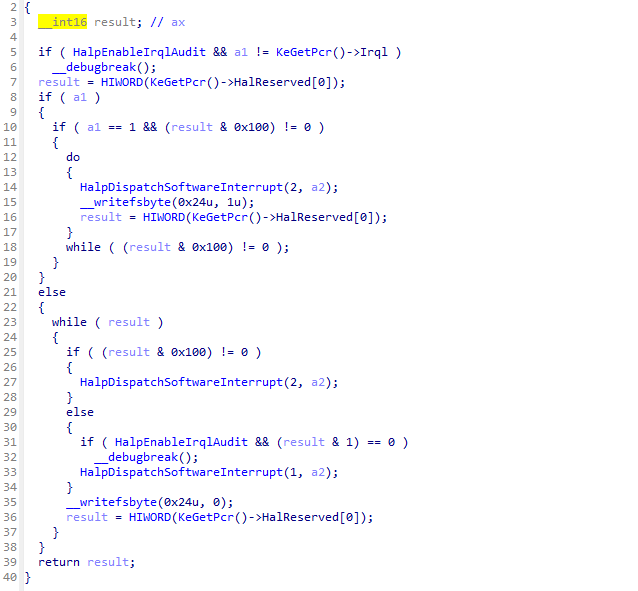 2 {
3   __int16 result; // ax
4
5   if ( HalpEnableIrqlAudit && a1 != KeGetPcr()->Irql )
6     __debugbreak();
7   result = HIWORD(KeGetPcr()->HalReserved[0]);
8   if ( a1 )
9   {
10     if ( a1 == 1 && (result & 0x100) != 0 )
11     {
12       do
13       {
14         HalpDispatchSoftwareInterrupt(2, a2);
15         __writefsbyte(0x24u, 1u);
16         result = HIWORD(KeGetPcr()->HalReserved[0]);
17       }
18       while ( (result & 0x100) != 0 );
19     }
20   }
21   else
22   {
23     while ( result )
24     {
25       if ( (result & 0x100) != 0 )
26       {
27         HalpDispatchSoftwareInterrupt(2, a2);
28       }
29       else
30       {
31         if ( HalpEnableIrqlAudit && (result & 1) == 0 )
32           __debugbreak();
33         HalpDispatchSoftwareInterrupt(1, a2);
34       }
35       __writefsbyte(0x24u, 0);
36       result = HIWORD(KeGetPcr()->HalReserved[0]);
37     }
38   }
39   return result;
40 }